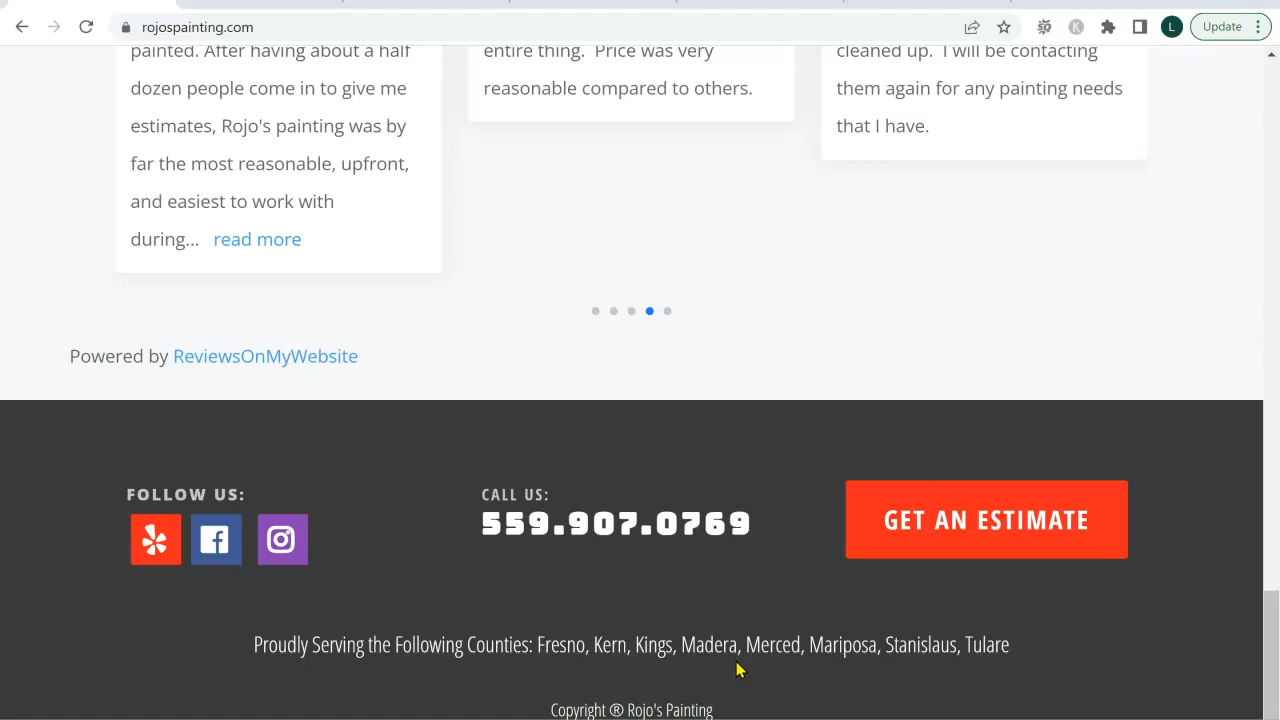 rojospainting.com
L
Update
painted. After having about a half
dozen people come in to give me
estimates, Rojo's painting was by
far the most reasonable, upfront,
and easiest to work with
during... read more
entire thing. Price was very
reasonable compared to others.
cleaned up. I will be contacting
them again for any painting needs
that I have.
Powered by ReviewsOnMyWebsite
FOLLOW US:
CALL US:
559.907.0769
GET AN ESTIMATE
Proudly Serving the Following Counties: Fresno, Kern, Kings, Madera, Merced, Mariposa, Stanislaus, Tulare
Copyright ® Rojo's Painting